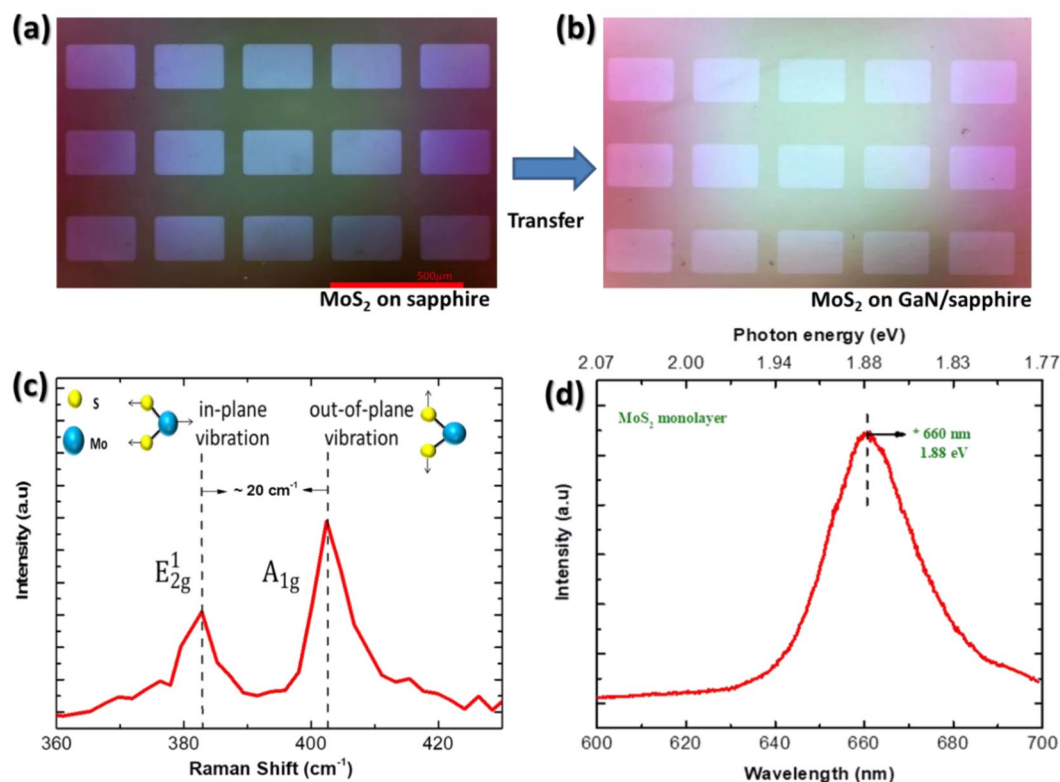 (a)
500μm
MoS₂ on sapphire
Transfer
(b)
MoS₂ on GaN/sapphire
(c)
S
Mo
in-plane
vibration
out-of-plane
vibration
~ 20 cm⁻¹
E¹₂g
A₁g
Intensity (a.u)
360
380
400
420
Raman Shift (cm⁻¹)
Photon energy (eV)
2.07 2.00 1.94 1.88 1.83 1.77
(d)
MoS₂ monolayer
* 660 nm
1.88 eV
Intensity (a.u)
600 620 640 660 680 700
Wavelength (nm)